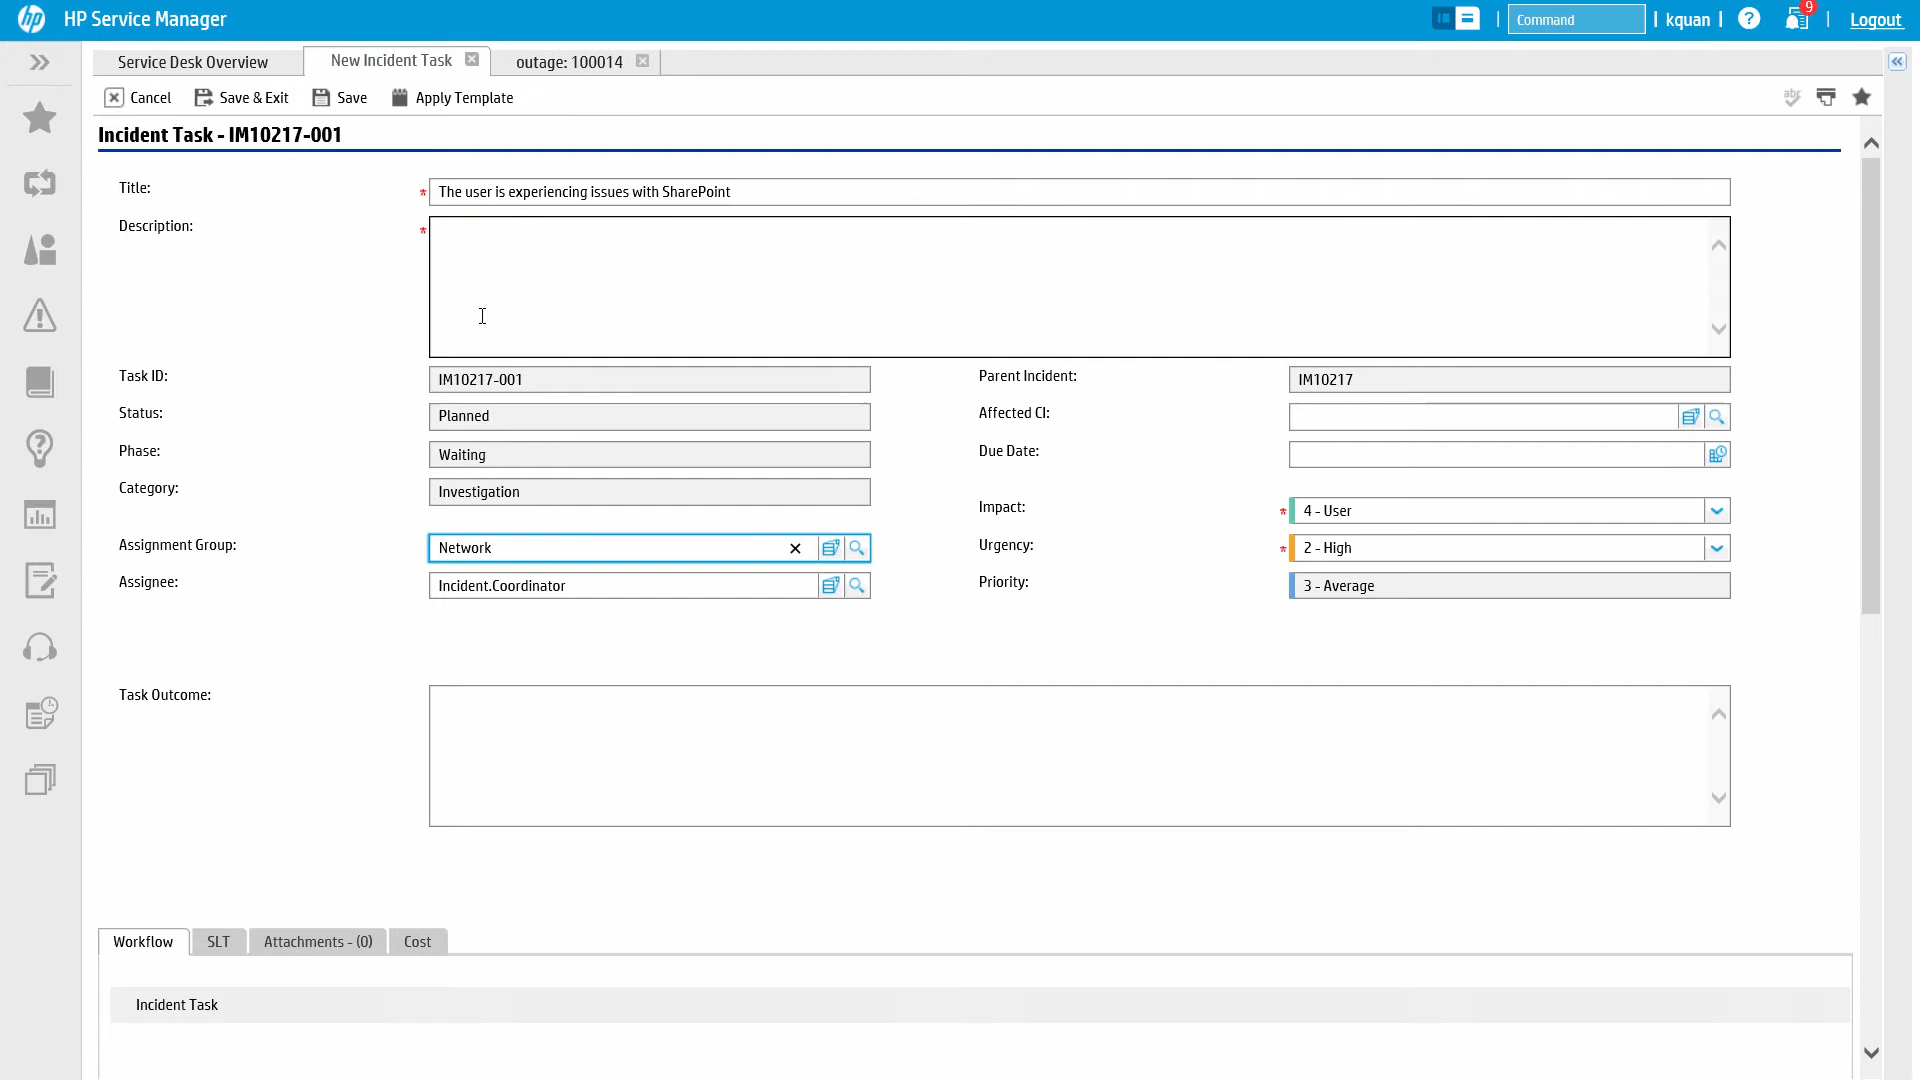 hp HP Service Manager Command kquan ? 9 Logout
Service Desk Overview New Incident Task outage: 100014
Cancel Save & Exit Save Apply Template abc
Incident Task - IM10217-001
Title: * The user is experiencing issues with SharePoint
Description: *
Task ID: IM10217-001 Parent Incident: IM10217
Status: Planned Affected CI:
Phase: Waiting Due Date:
Category: Investigation
Impact: * 4 - User
Assignment Group: Network Urgency: * 2 - High
Assignee: Incident.Coordinator Priority: 3 - Average
Task Outcome:
Workflow SLT Attachments - (0) Cost
Incident Task